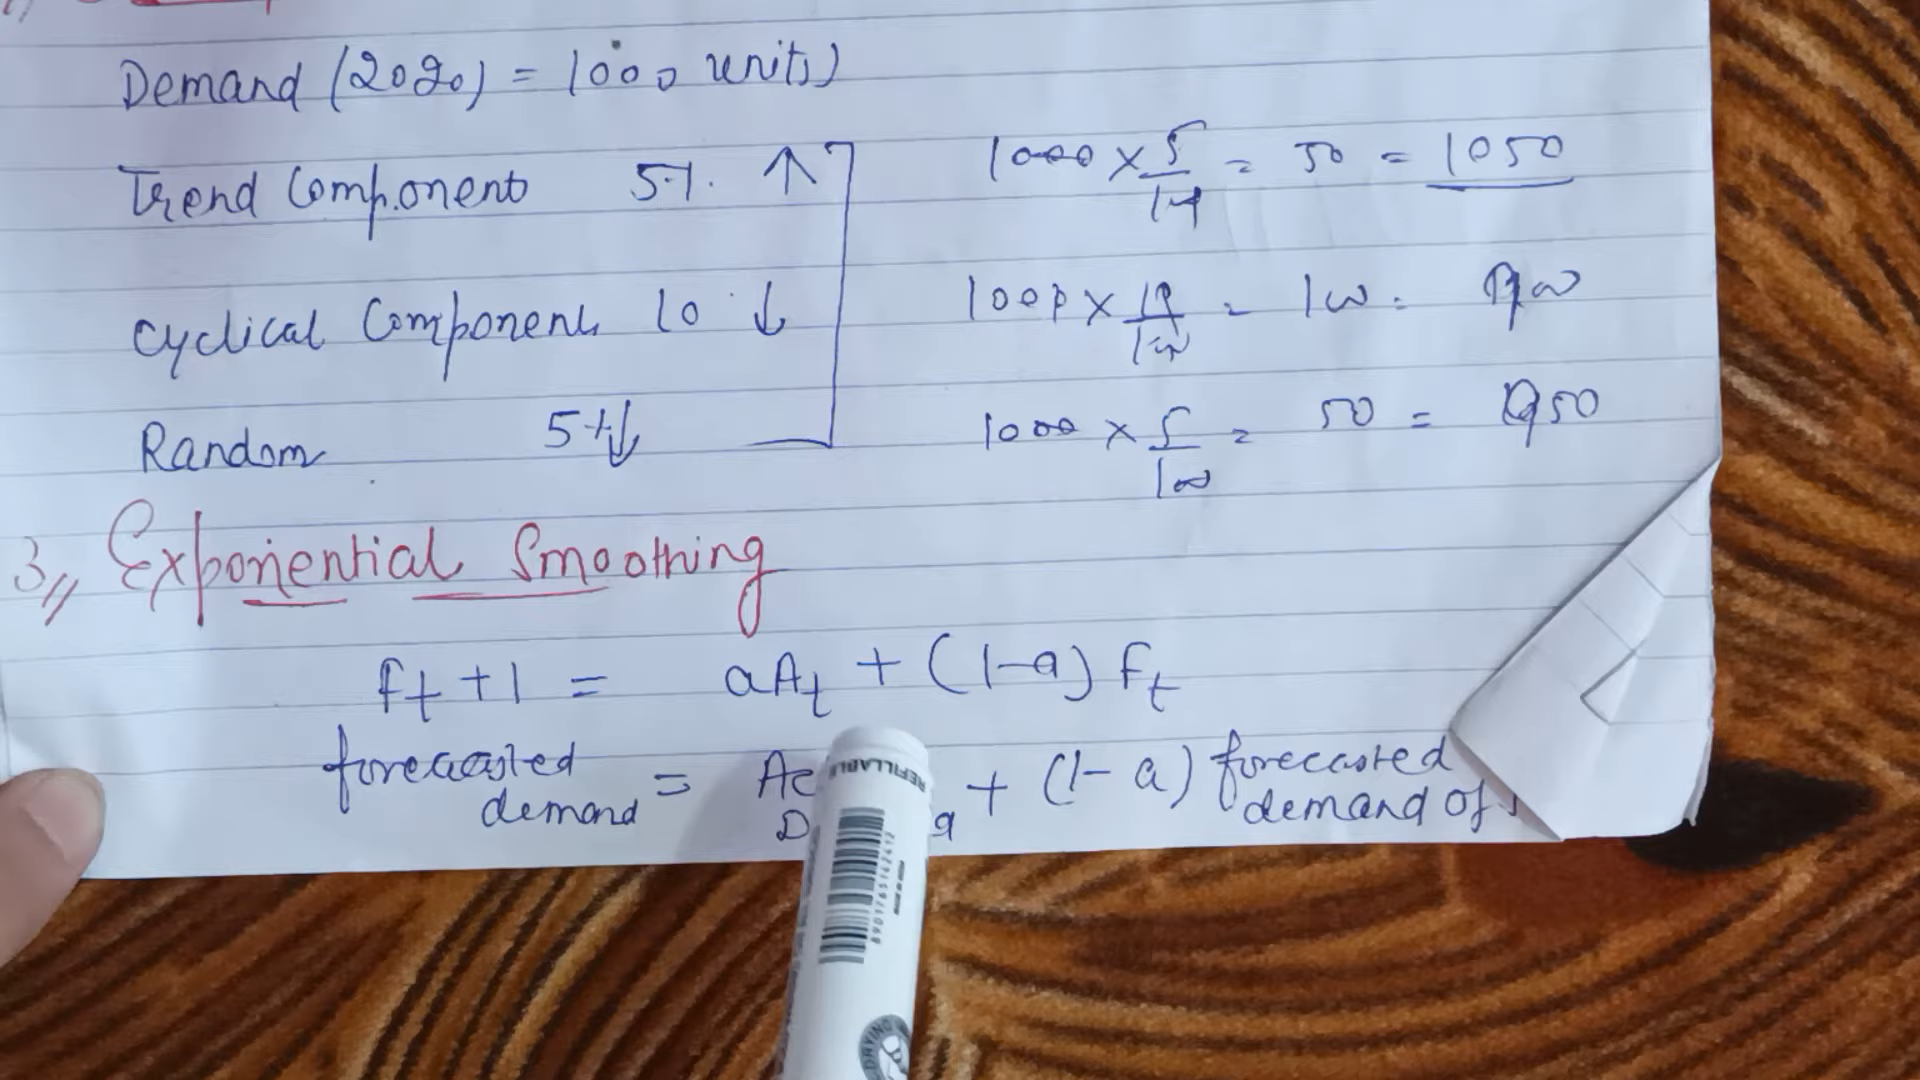 Demand (2020) = 1000 units)
Trend Component 5%. ↑ 1000 × 5/100 = 50 = 1050
Cyclical Component 10 ↓ 1000 × 10/100 = 100 = 900
Random 5%↓ 1000 × 5/100 = 50 = 950
3,, Exponential Smoothing
ft+1 = aAt + (1-a) ft
forecasted demand = + (1- a) forecasted demand of
REFILLABLE
8901765162612